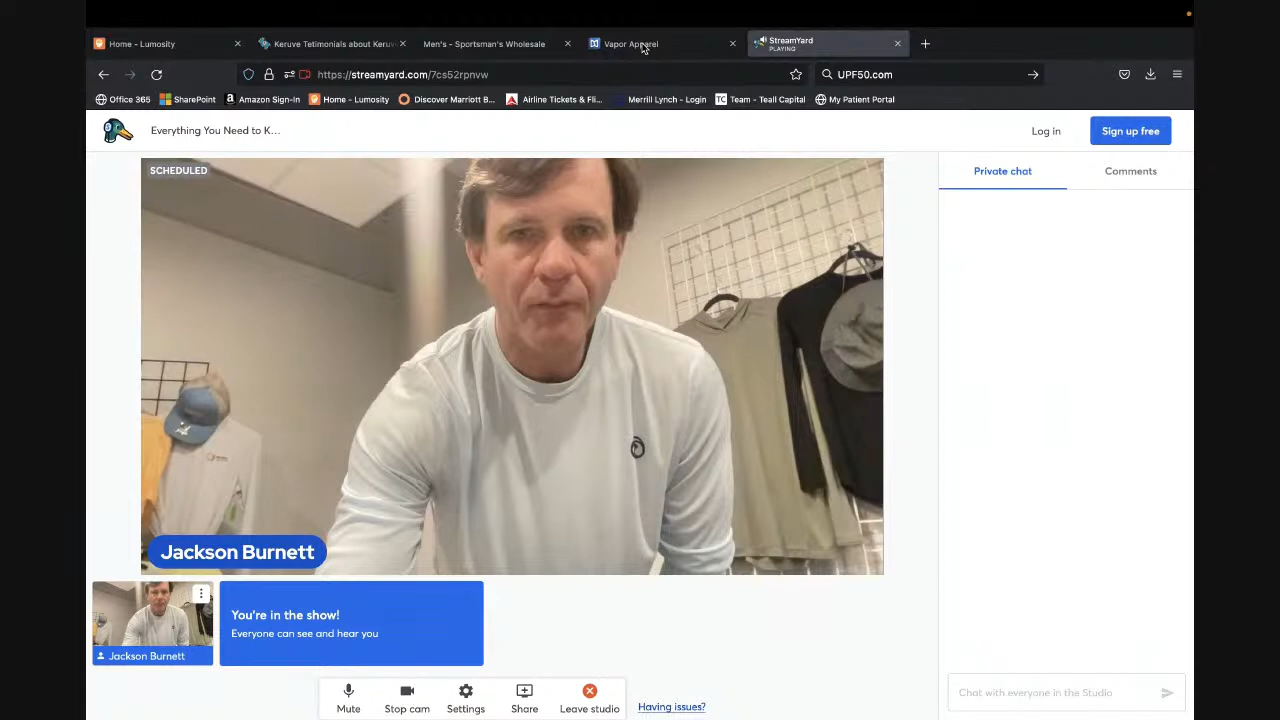 Home - Lumosity
Keruve Tetimonials about Keruv
Men's - Sportsman's Wholesale
Vapor Apparel
StreamYard
PLAYING
https://streamyard.com/7cs52rpnvw
UPF50.com
Office 365
SharePoint
Amazon Sign-In
Home - Lumosity
Discover Marriott B...
Airline Tickets & Fli...
Merrill Lynch - Login
TC
Team - Teall Capital
My Patient Portal
Everything You Need to K...
Log in
Sign up free
SCHEDULED
Private chat
Comments
Jackson Burnett
Jackson Burnett
You're in the show!
Everyone can see and hear you
Mute
Stop cam
Settings
Share
Leave studio
Having issues?
Chat with everyone in the Studio